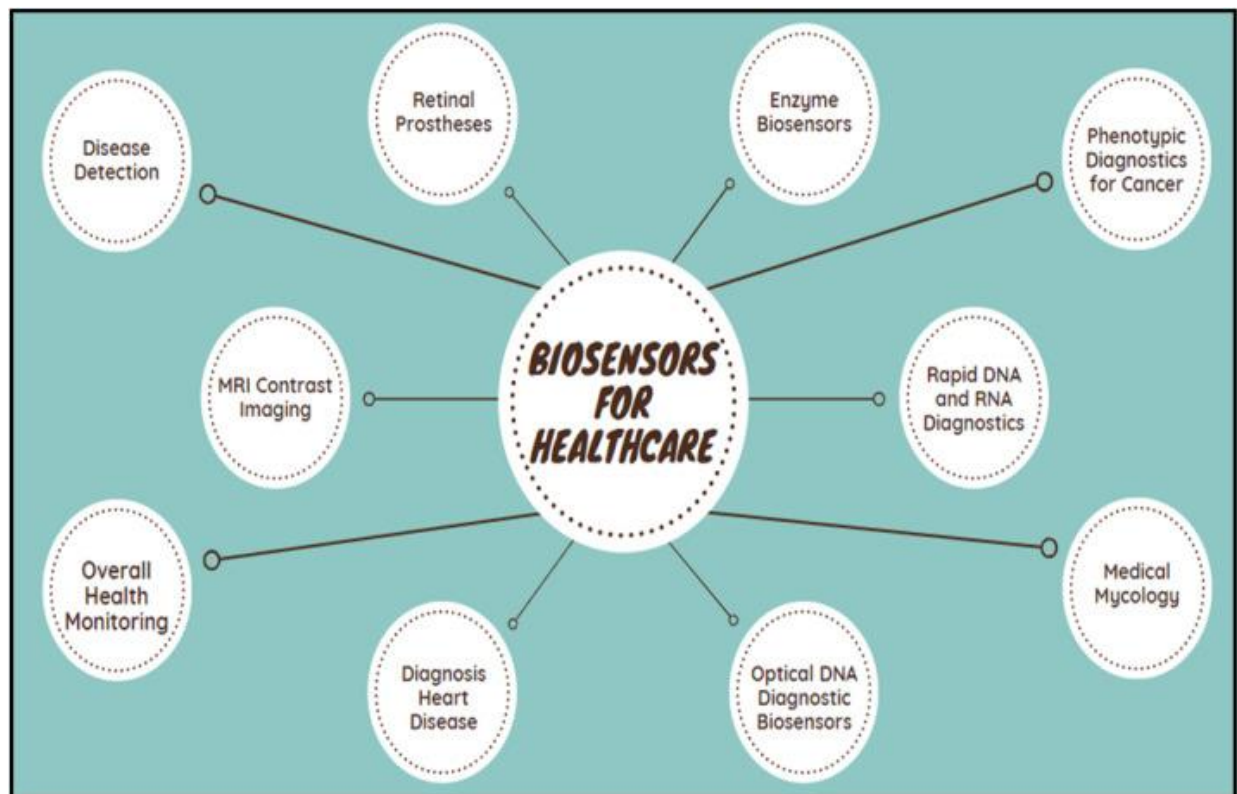 Retinal
Prostheses
Enzyme
Biosensors
Disease
Detection
Phenotypic
Diagnostics
for Cancer
BIOSENSORS
FOR
HEALTHCARE
MRI Contrast
Imaging
Rapid DNA
and RNA
Diagnostics
Overall
Health
Monitoring
Medical
Mycology
Diagnosis
Heart
Disease
Optical DNA
Diagnostic
Biosensors